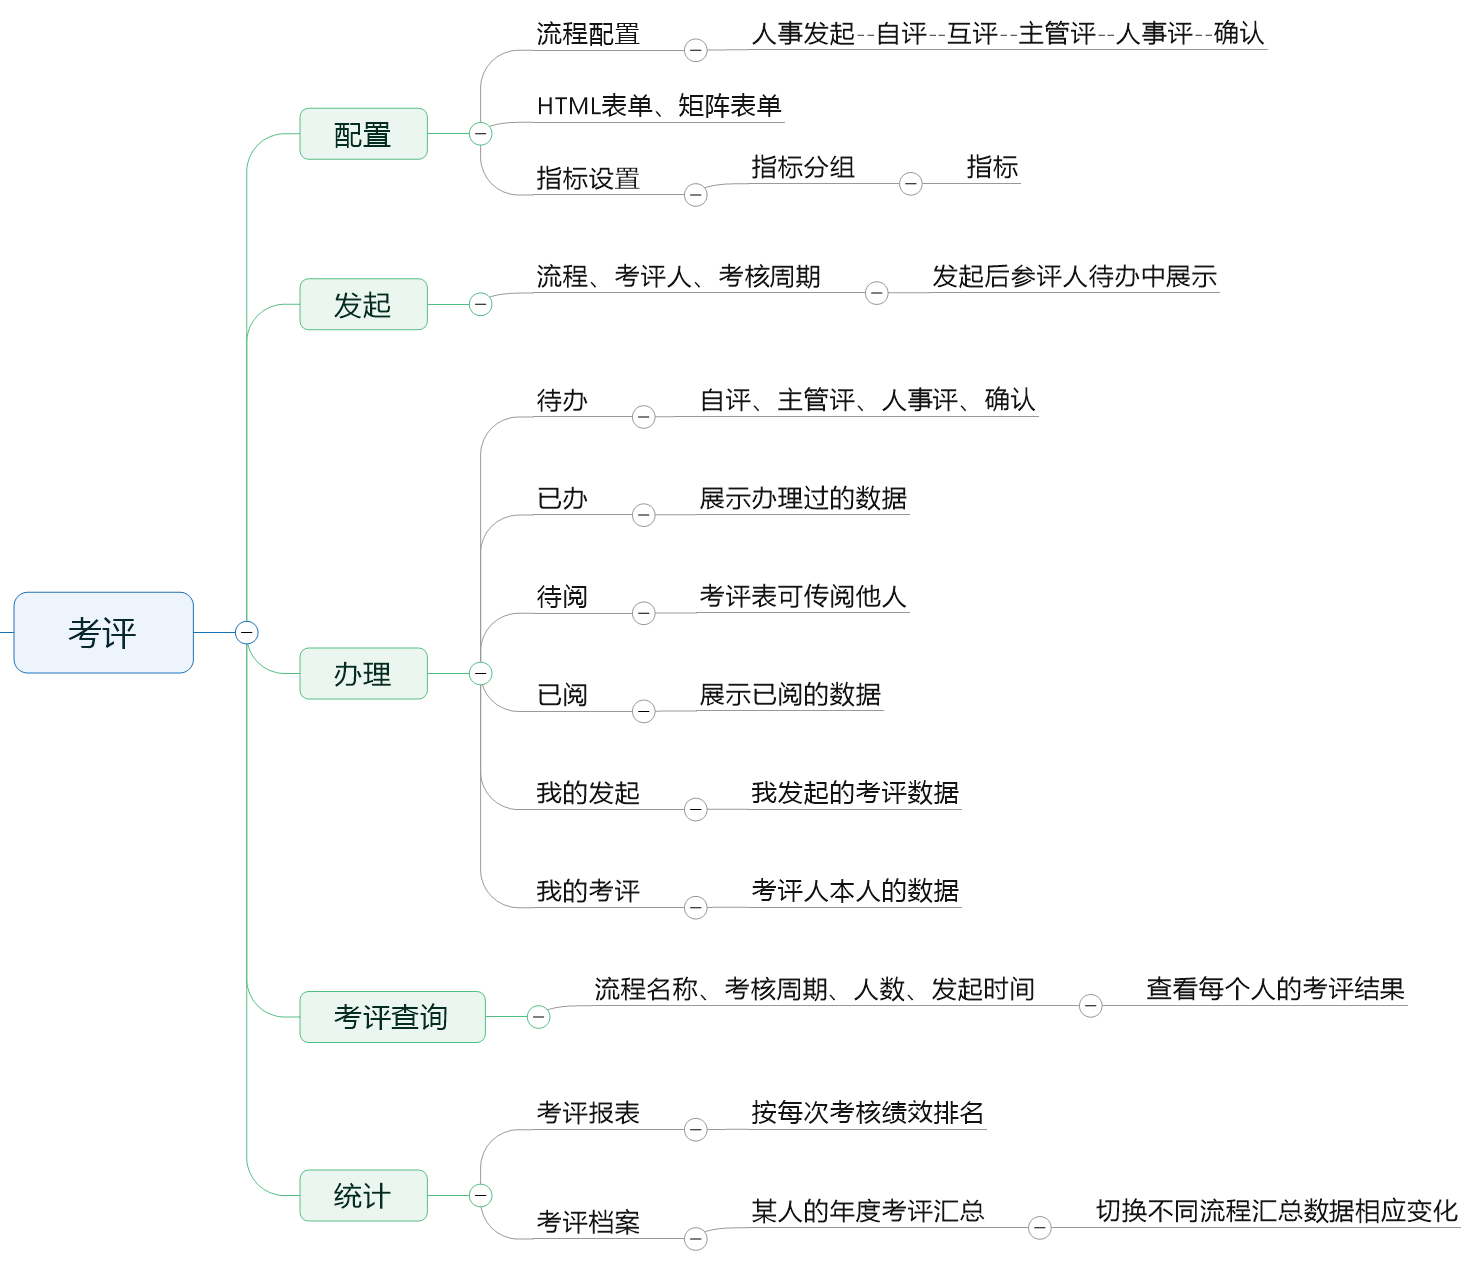 考评
配置
流程配置
人事发起--自评--互评--主管评--人事评--确认
HTML表单、矩阵表单
指标设置
指标分组
指标
发起
流程、考评人、考核周期
发起后参评人待办中展示
办理
待办
自评、主管评、人事评、确认
已办
展示办理过的数据
待阅
考评表可传阅他人
已阅
展示已阅的数据
我的发起
我发起的考评数据
我的考评
考评人本人的数据
考评查询
流程名称、考核周期、人数、发起时间
查看每个人的考评结果
统计
考评报表
按每次考核绩效排名
考评档案
某人的年度考评汇总
切换不同流程汇总数据相应变化